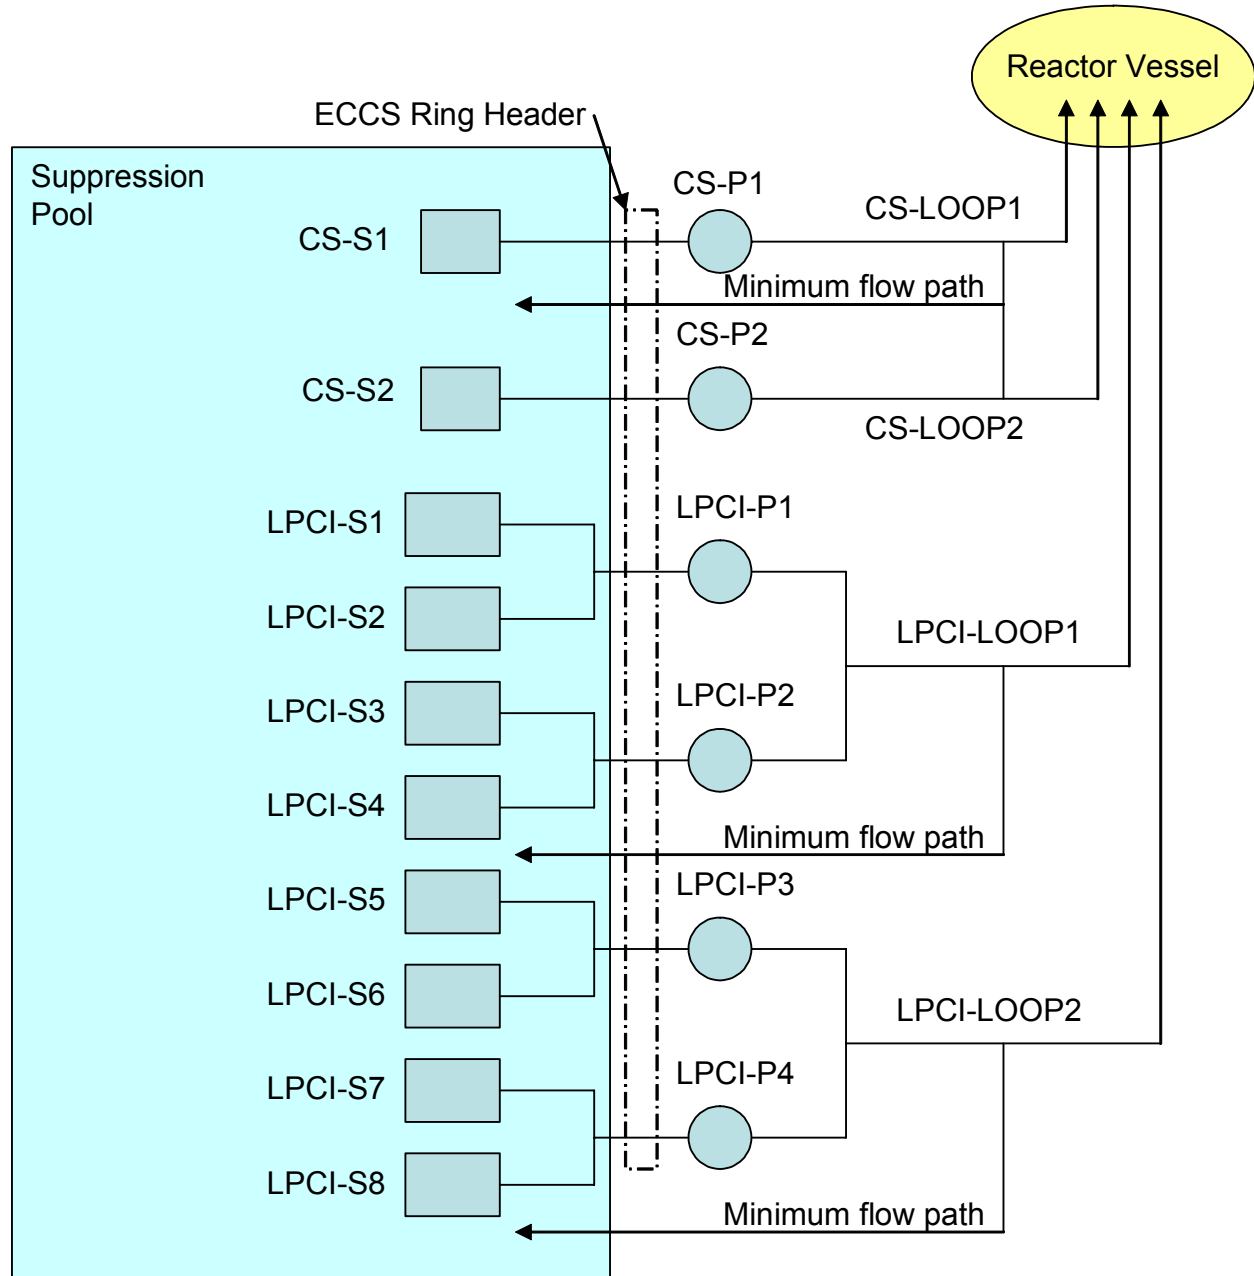 Reactor Vessel
ECCS Ring Header
Suppression
Pool
CS-P1
CS-LOOP1
CS-S1
Minimum flow path
CS-P2
CS-S2
CS-LOOP2
LPCI-P1
LPCI-S1
LPCI-S2
LPCI-LOOP1
LPCI-P2
LPCI-S3
LPCI-S4
Minimum flow path
LPCI-P3
LPCI-S5
LPCI-S6
LPCI-LOOP2
LPCI-P4
LPCI-S7
LPCI-S8
Minimum flow path